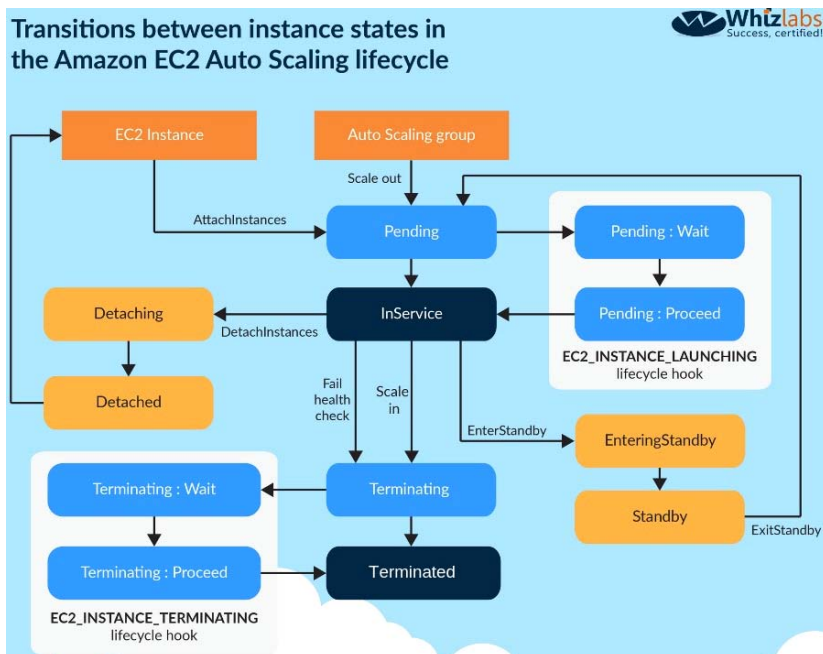 Transitions between instance states in
the Amazon EC2 Auto Scaling lifecycle
Whizlabs
Success, certified!
EC2 Instance
Auto Scaling group
Scale out
AttachInstances
Pending
Pending : Wait
Detaching
DetachInstances
InService
Pending : Proceed
EC2_INSTANCE_LAUNCHING
lifecycle hook
Detached
Fail
health
check
Scale
in
EnterStandby
EnteringStandby
Terminating : Wait
Terminating
Standby
ExitStandby
Terminating : Proceed
Terminated
EC2_INSTANCE_TERMINATING
lifecycle hook